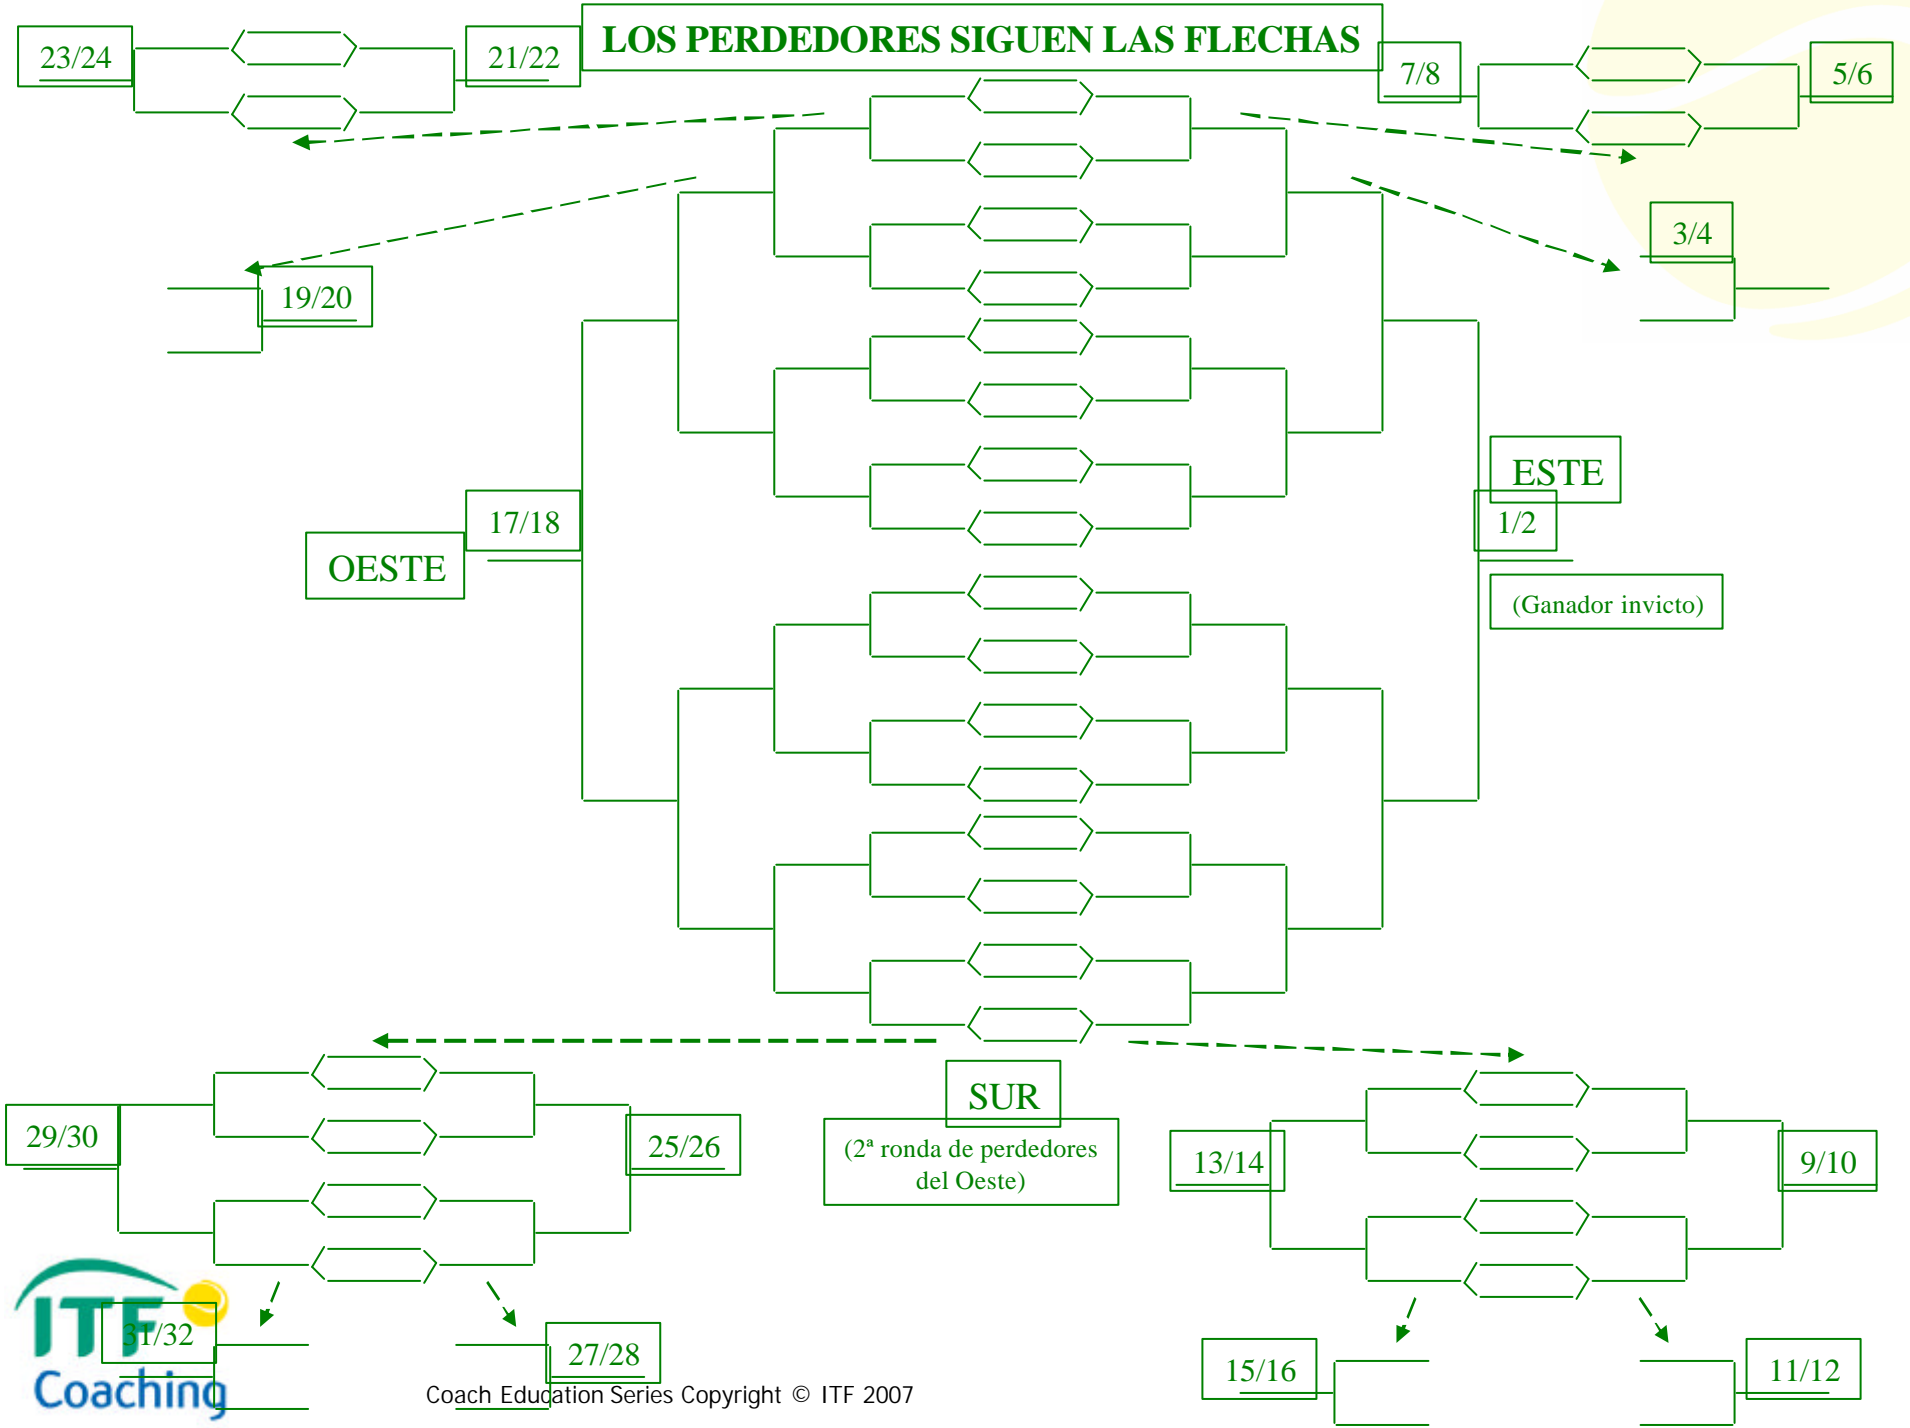 LOS PERDEDORES SIGUEN LAS FLECHAS
23/24
21/22
7/8
5/6
3/4
19/20
ESTE
17/18
1/2
OESTE
(Ganador invicto)
SUR
(2ª ronda de perdedores
del Oeste)
29/30
25/26
13/14
9/10
ITF
Coaching
31/32
27/28
15/16
11/12
Coach Education Series Copyright © ITF 2007